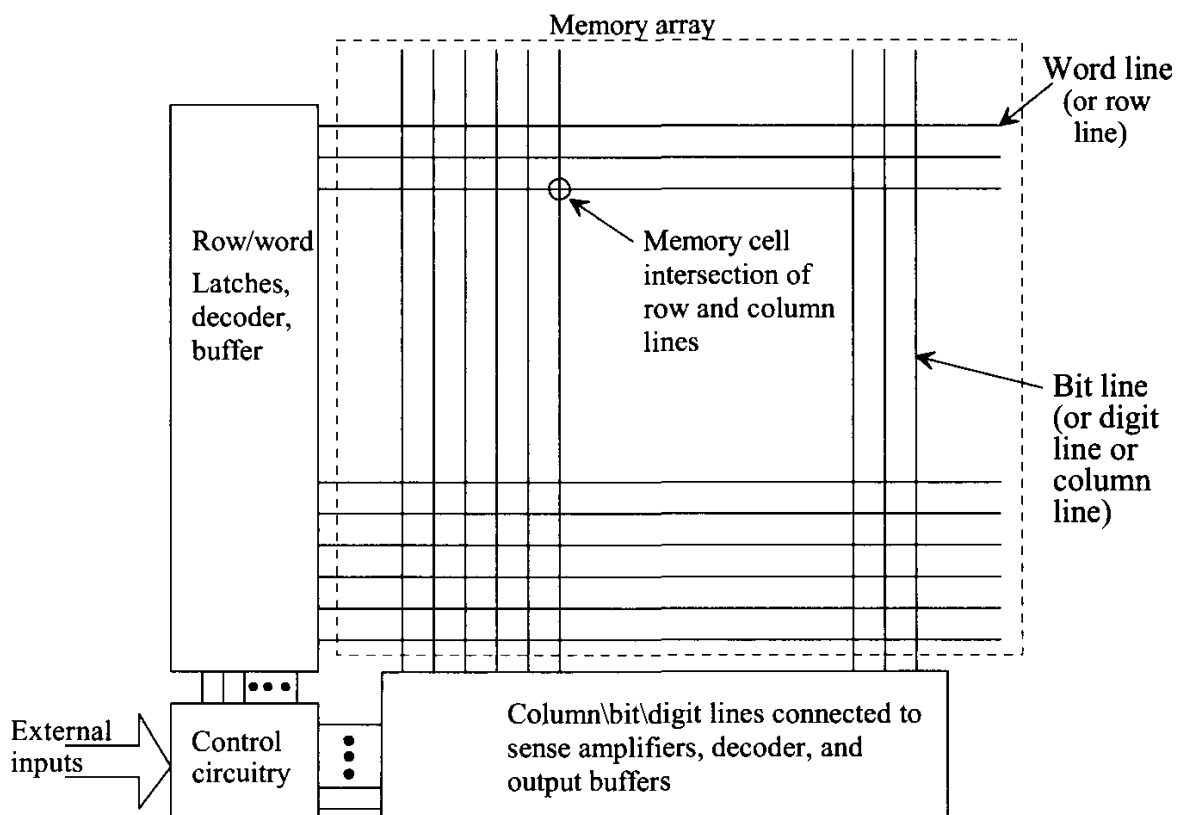 Memory array
Word line
(or row
line)
Row/word
Latches,
decoder,
buffer
Memory cell
intersection of
row and column
lines
Bit line
(or digit
line or
column
line)
External
inputs
Control
circuitry
Column\bit\digit lines connected to
sense amplifiers, decoder, and
output buffers